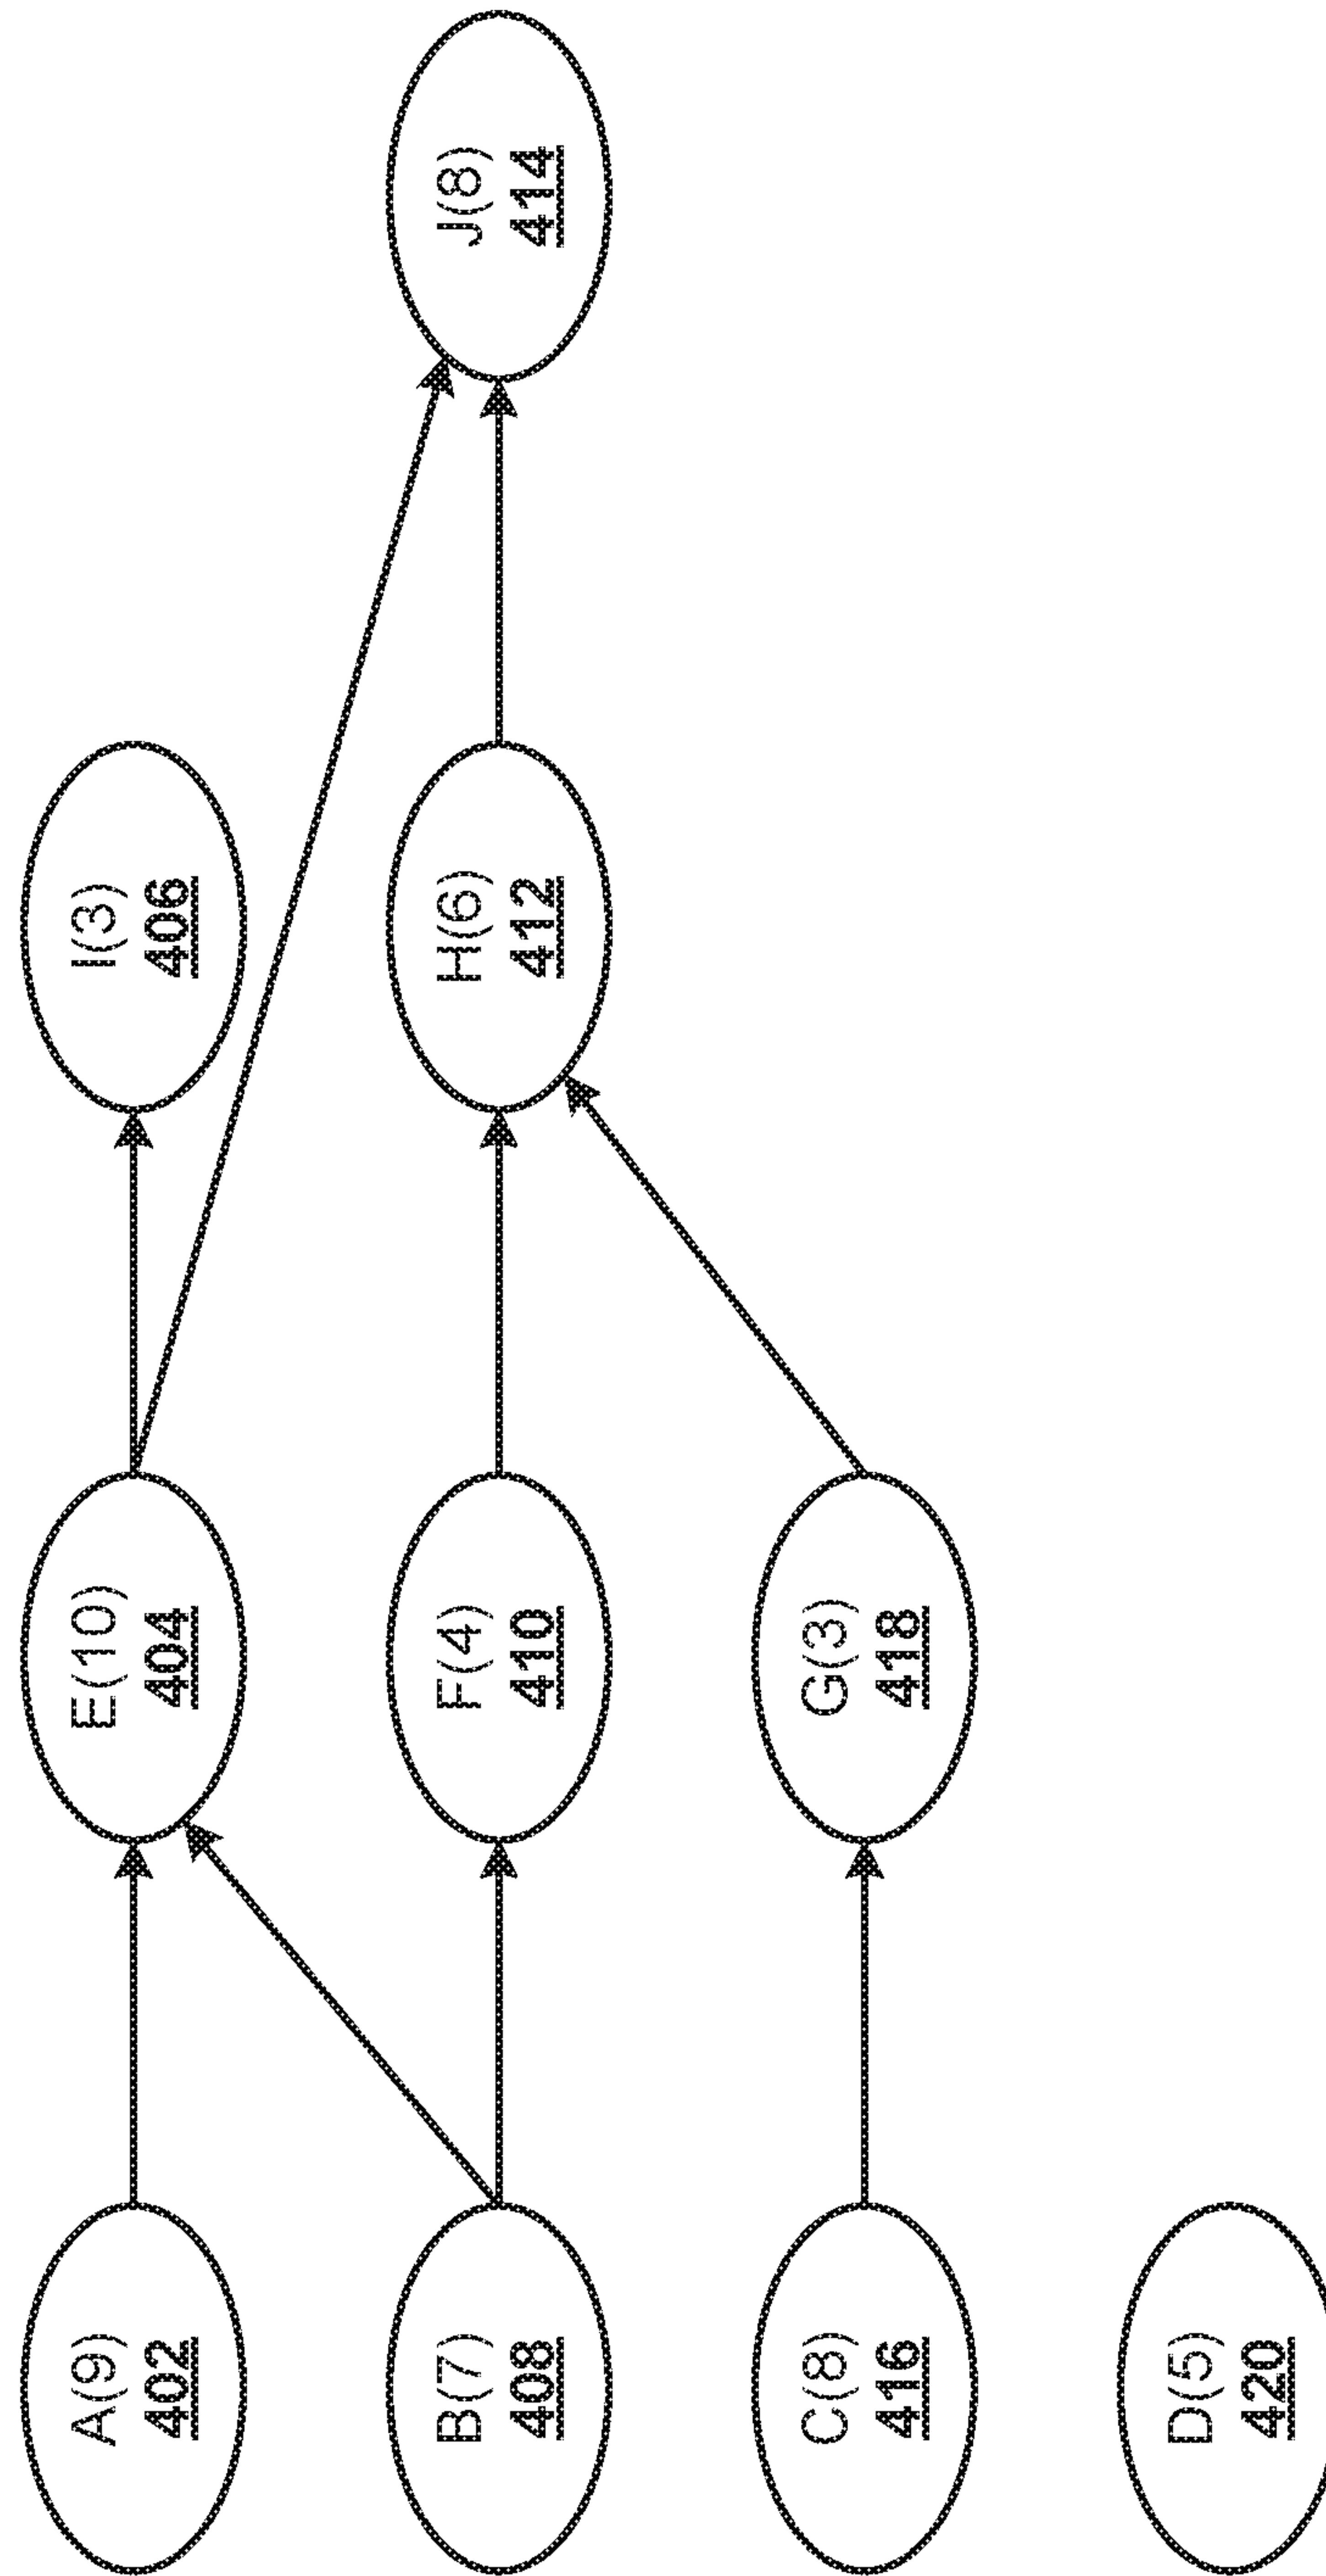 A(9)
402
E(10)
404
I(3)
406
B(7)
408
F(4)
410
H(6)
412
J(8)
414
C(8)
416
G(3)
418
D(5)
420